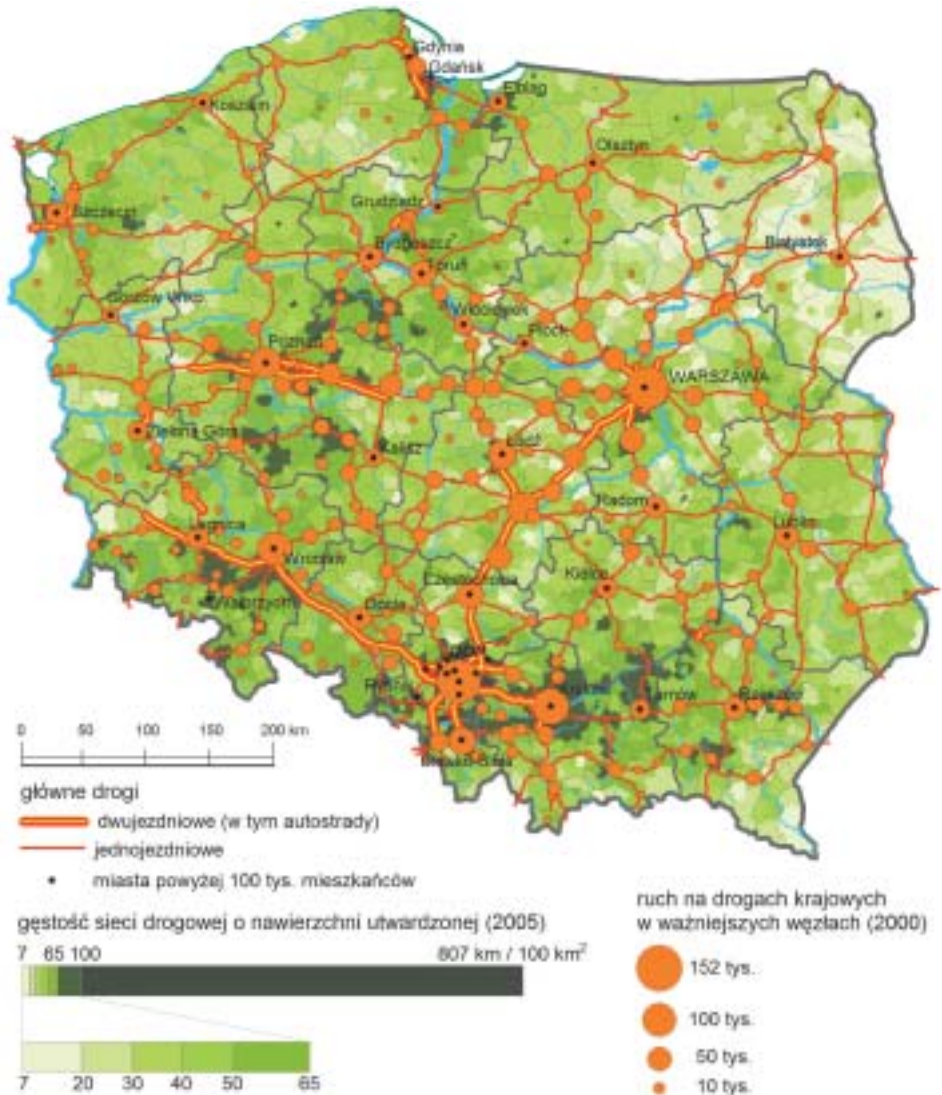 Gdynia
Gdańsk
Koszalin
Elbląg
Olsztyn
Szczecin
Grudziądz
Białystok
Bydgoszcz
Toruń
Gorzów Wlkp.
Włocławek
Płock
Poznań
WARSZAWA
Zielona Góra
Kalisz
Łódź
Radom
Lublin
Legnica
Wrocław
Kielce
Częstochowa
Wałbrzych
Opole
Rybnik
Kraków
Tarnów
Rzeszów
Bielsko-Biała
0 50 100 150 200 km
główne drogi
dwujezdniowe (w tym autostrady)
jednojezdniowe
miasta powyżej 100 tys. mieszkańców
gęstość sieci drogowej o nawierzchni utwardzonej (2005)
7 65 100 807 km / 100 km²
7 20 30 40 50 65
ruch na drogach krajowych
w ważniejszych węzłach (2000)
152 tys.
100 tys.
50 tys.
10 tys.